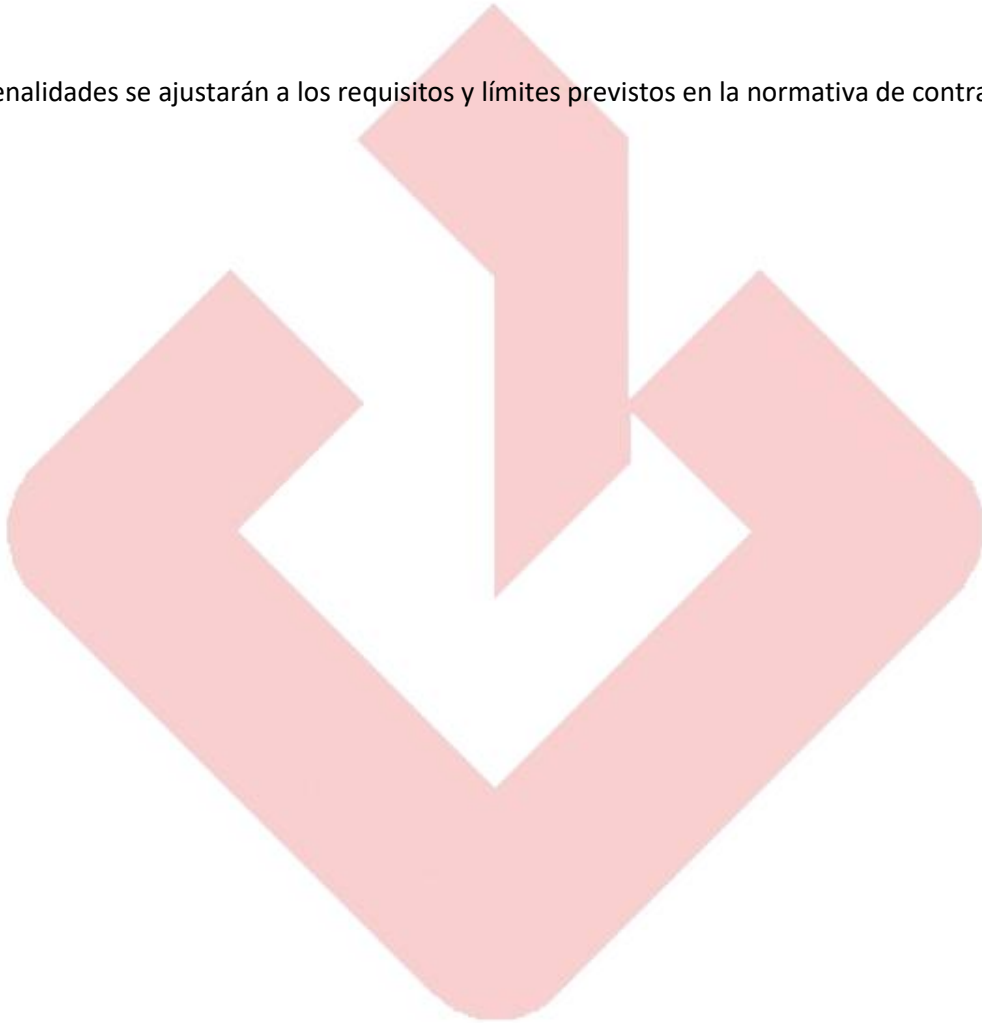 enalidades se ajustarán a los requisitos y límites previstos en la normativa de contra